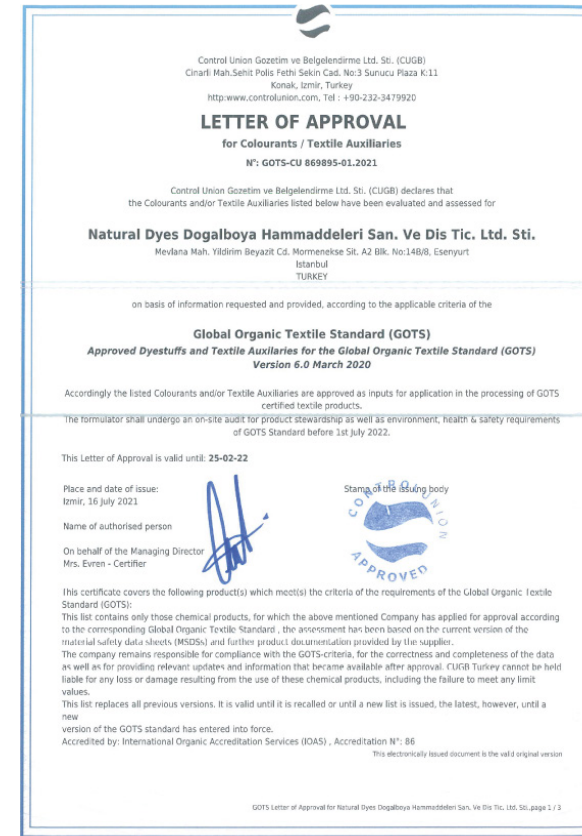 Control Union Gozetim ve Belgelendirme Ltd. Sti. (CUGB)
Cinarli Mah.Sehit Polis Fethi Sekin Cad. No:3 Sunucu Plaza K:11
Konak, Izmir, Turkey
http:www.controlunion.com, Tel : +90-232-3479920
LETTER OF APPROVAL
for Colourants / Textile Auxiliaries
N°: GOTS-CU 869895-01.2021
Control Union Gozetim ve Belgelendirme Ltd. Sti. (CUGB) declares that
the Colourants and/or Textile Auxiliaries listed below have been evaluated and assessed for
Natural Dyes Dogalboya Hammaddeleri San. Ve Dis Tic. Ltd. Sti.
Mevlana Mah. Yildirim Beyazit Cd. Mormenekse Sit. A2 Blk. No:14B/8, Esenyurt
Istanbul
TURKEY
on basis of information requested and provided, according to the applicable criteria of the
Global Organic Textile Standard (GOTS)
Approved Dyestuffs and Textile Auxilaries for the Global Organic Textile Standard (GOTS)
Version 6.0 March 2020
Accordingly the listed Colourants and/or Textile Auxiliaries are approved as inputs for application in the processing of GOTS
certified textile products.
The formulator shall undergo an on-site audit for product stewardship as well as environment, health & safety requirements
of GOTS Standard before 1st July 2022.
This Letter of Approval is valid until: 25-02-22
Place and date of issue:
Izmir, 16 July 2021
Stamp of the issuing body
Name of authorised person
On behalf of the Managing Director
Mrs. Evren - Certifier
CONTROL UNION
APPROVED
This certificate covers the following product(s) which meet(s) the criteria of the requirements of the Global Organic Textile
Standard (GOTS):
This list contains only those chemical products, for which the above mentioned Company has applied for approval according
to the corresponding Global Organic Textile Standard , the assessment has been based on the current version of the
material safety data sheets (MSDSs) and further product documentation provided by the supplier.
The company remains responsible for compliance with the GOTS-criteria, for the correctness and completeness of the data
as well as for providing relevant updates and information that became available after approval. CUGB Turkey cannot be held
liable for any loss or damage resulting from the use of these chemical products, including the failure to meet any limit
values.
This list replaces all previous versions. It is valid until it is recalled or until a new list is issued, the latest, however, until a
new
version of the GOTS standard has entered into force.
Accredited by: International Organic Accreditation Services (IOAS) , Accreditation N°: 86
This electronically issued document is the valid original version
GOTS Letter of Approval for Natural Dyes Dogalboya Hammaddeleri San. Ve Dis Tic. Ltd. Sti.,page 1 / 3